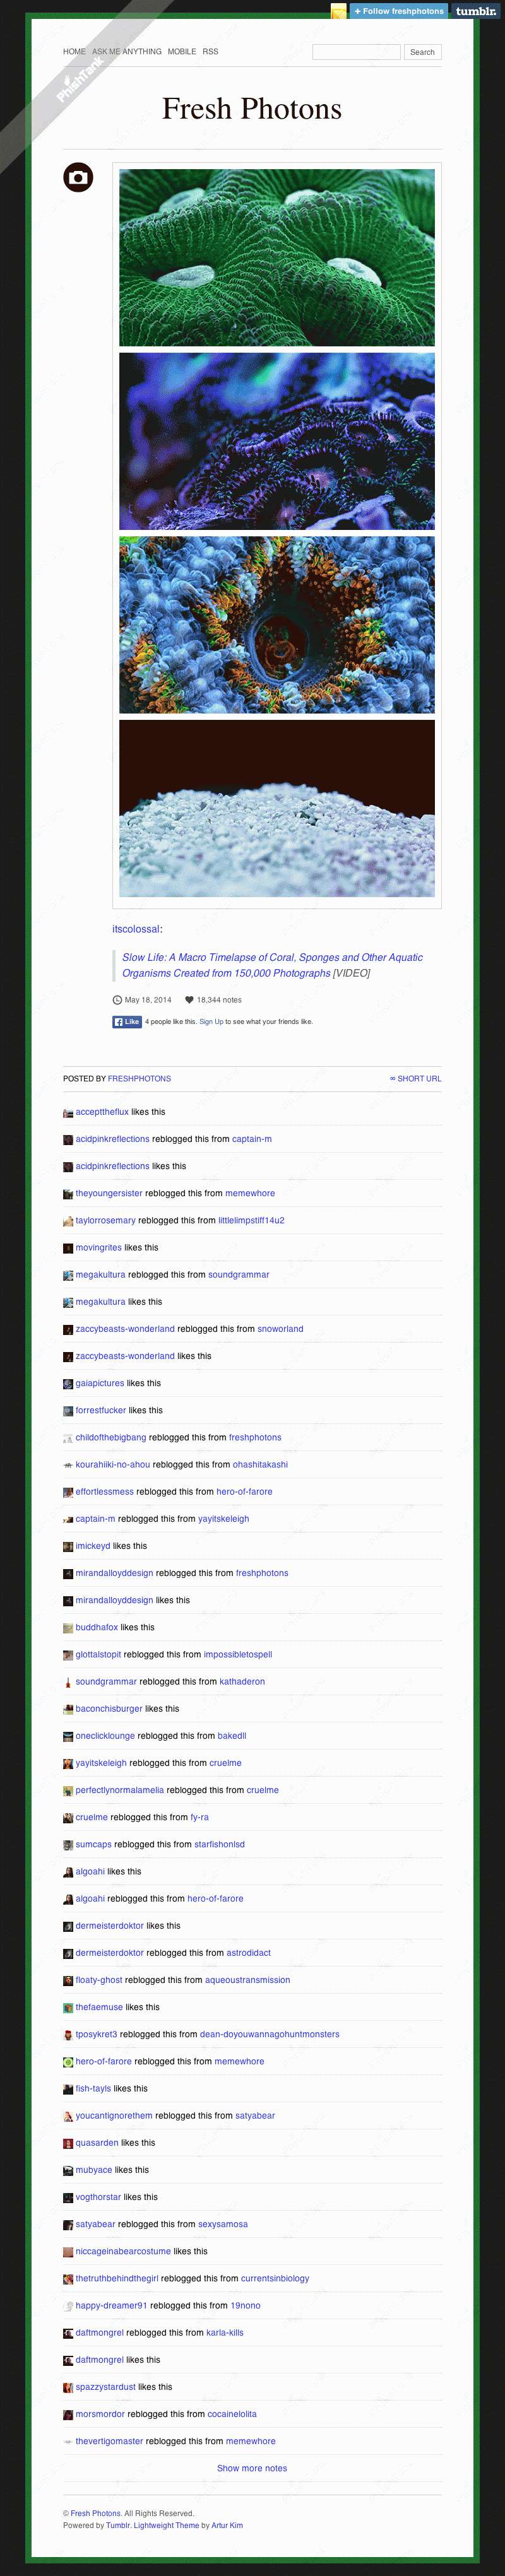 + Follow freshphotons
tumblr.
HOME ASK ME ANYTHING MOBILE RSS
Search
PhishTank
Fresh Photons
itscolossal:
Slow Life: A Macro Timelapse of Coral, Sponges and Other Aquatic
Organisms Created from 150,000 Photographs [VIDEO]
May 18, 2014 18,344 notes
Like 4 people like this. Sign Up to see what your friends like.
POSTED BY FRESHPHOTONS ∞ SHORT URL
accepttheflux likes this
acidpinkreflections reblogged this from captain-m
acidpinkreflections likes this
theyoungersister reblogged this from memewhore
taylorrosemary reblogged this from littlelimpstiff14u2
movingrites likes this
megakultura reblogged this from soundgrammar
megakultura likes this
zaccybeasts-wonderland reblogged this from snoworland
zaccybeasts-wonderland likes this
gaiapictures likes this
forrestfucker likes this
childofthebigbang reblogged this from freshphotons
kourahiiki-no-ahou reblogged this from ohashitakashi
effortlessmess reblogged this from hero-of-farore
captain-m reblogged this from yayitskeleigh
imickeyd likes this
mirandalloyddesign reblogged this from freshphotons
mirandalloyddesign likes this
buddhafox likes this
glottalstopit reblogged this from impossibletospell
soundgrammar reblogged this from kathaderon
baconchisburger likes this
oneclicklounge reblogged this from bakedll
yayitskeleigh reblogged this from cruelme
perfectlynormalamelia reblogged this from cruelme
cruelme reblogged this from fy-ra
sumcaps reblogged this from starfishonlsd
algoahi likes this
algoahi reblogged this from hero-of-farore
dermeisterdoktor likes this
dermeisterdoktor reblogged this from astrodidact
floaty-ghost reblogged this from aqueoustransmission
thefaemuse likes this
tposykret3 reblogged this from dean-doyouwannagohuntmonsters
hero-of-farore reblogged this from memewhore
fish-tayls likes this
youcantignorethem reblogged this from satyabear
quasarden likes this
mubyace likes this
vogthorstar likes this
satyabear reblogged this from sexysamosa
niccageinabearcostume likes this
thetruthbehindthegirl reblogged this from currentsinbiology
happy-dreamer91 reblogged this from 19nono
daftmongrel reblogged this from karla-kills
daftmongrel likes this
spazzystardust likes this
morsmordor reblogged this from cocainelolita
thevertigomaster reblogged this from memewhore
Show more notes
© Fresh Photons. All Rights Reserved.
Powered by Tumblr. Lightweight Theme by Artur Kim